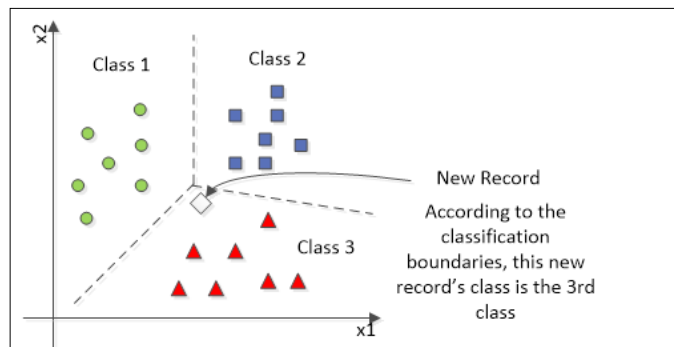 x2
Class 1
Class 2
New Record
According to the
classification
boundaries, this new
record's class is the 3rd
class
Class 3
x1